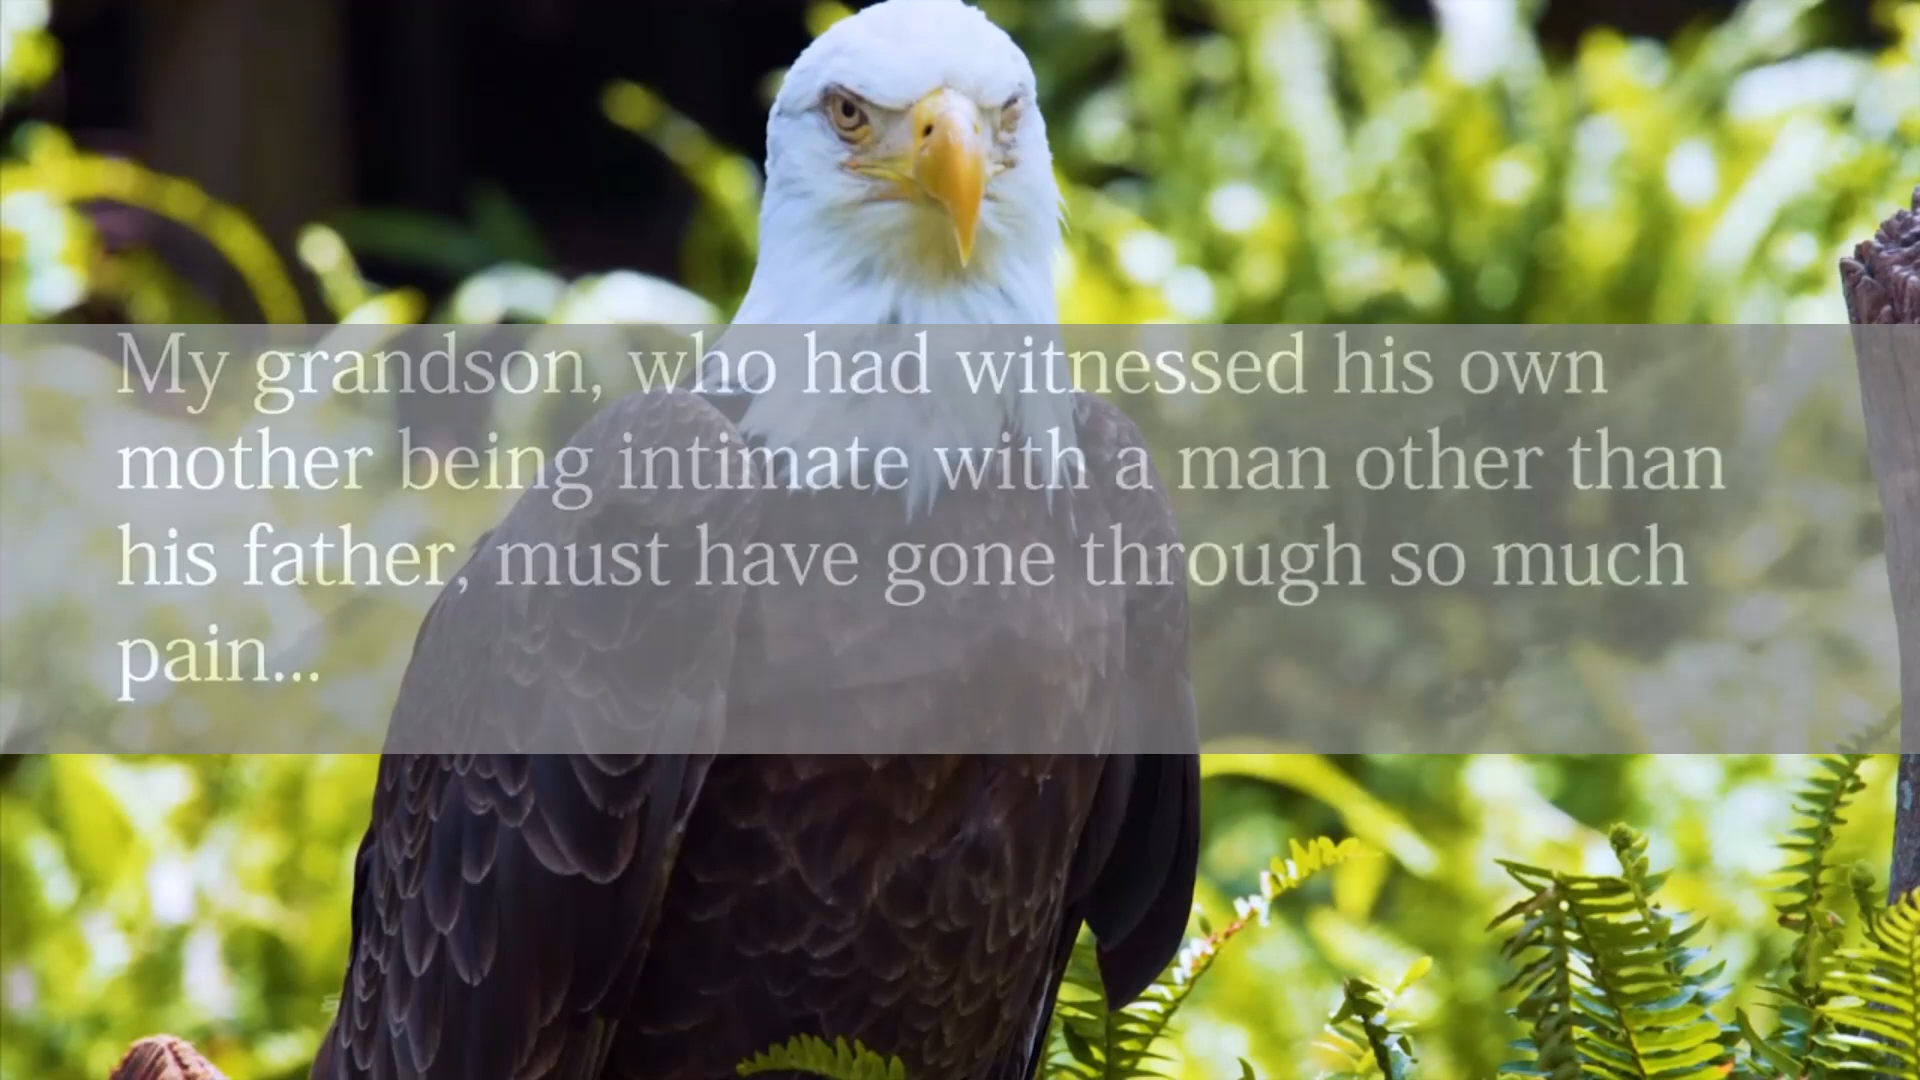 My grandson, who had witnessed his own
mother being intimate with a man other than
his father, must have gone through so much
pain...